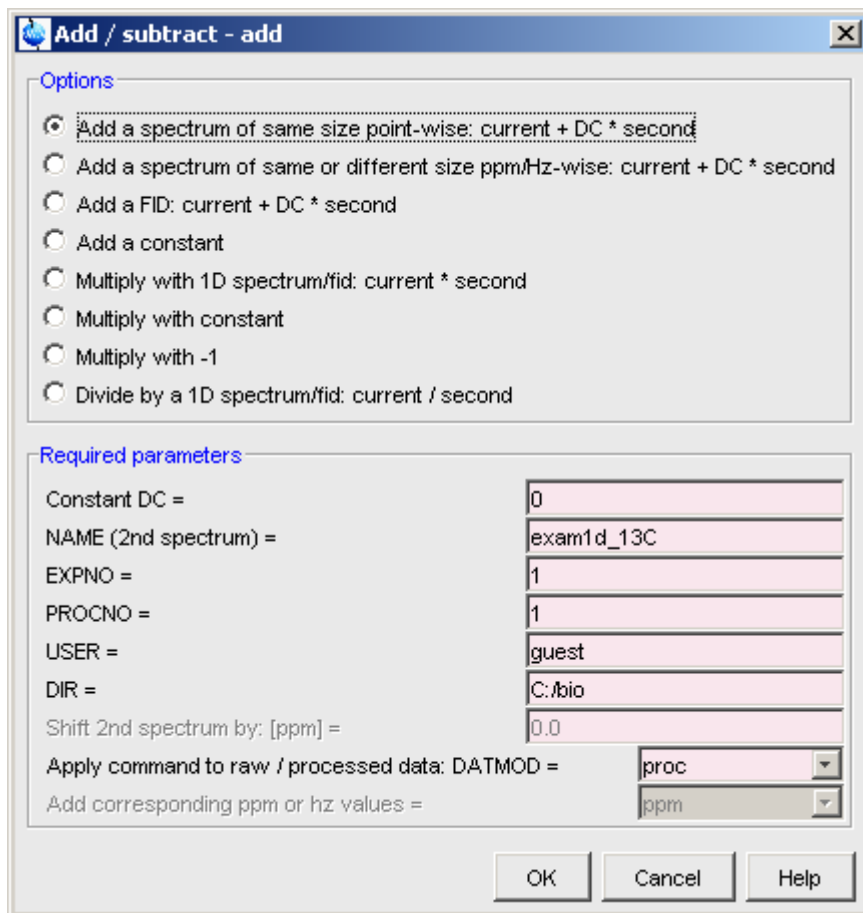 Add / subtract - add
Options
Add a spectrum of same size point-wise: current + DC * second
Add a spectrum of same or different size ppm/Hz-wise: current + DC * second
Add a FID: current + DC * second
Add a constant
Multiply with 1D spectrum/fid: current * second
Multiply with constant
Multiply with -1
Divide by a 1D spectrum/fid: current / second
Required parameters
Constant DC = 0
NAME (2nd spectrum) = exam1d_13C
EXPNO = 1
PROCNO = 1
USER = guest
DIR = C:/bio
Shift 2nd spectrum by: [ppm] = 0.0
Apply command to raw / processed data: DATMOD = proc
Add corresponding ppm or hz values = ppm
OK Cancel Help